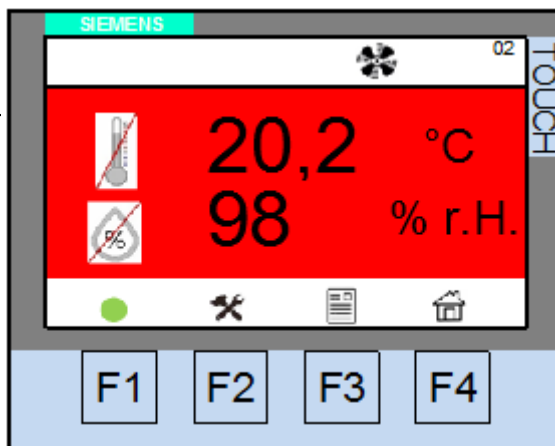 SIEMENS
02
TOUCH
20,2 °C
%
98 % r.H.
F1 F2 F3 F4